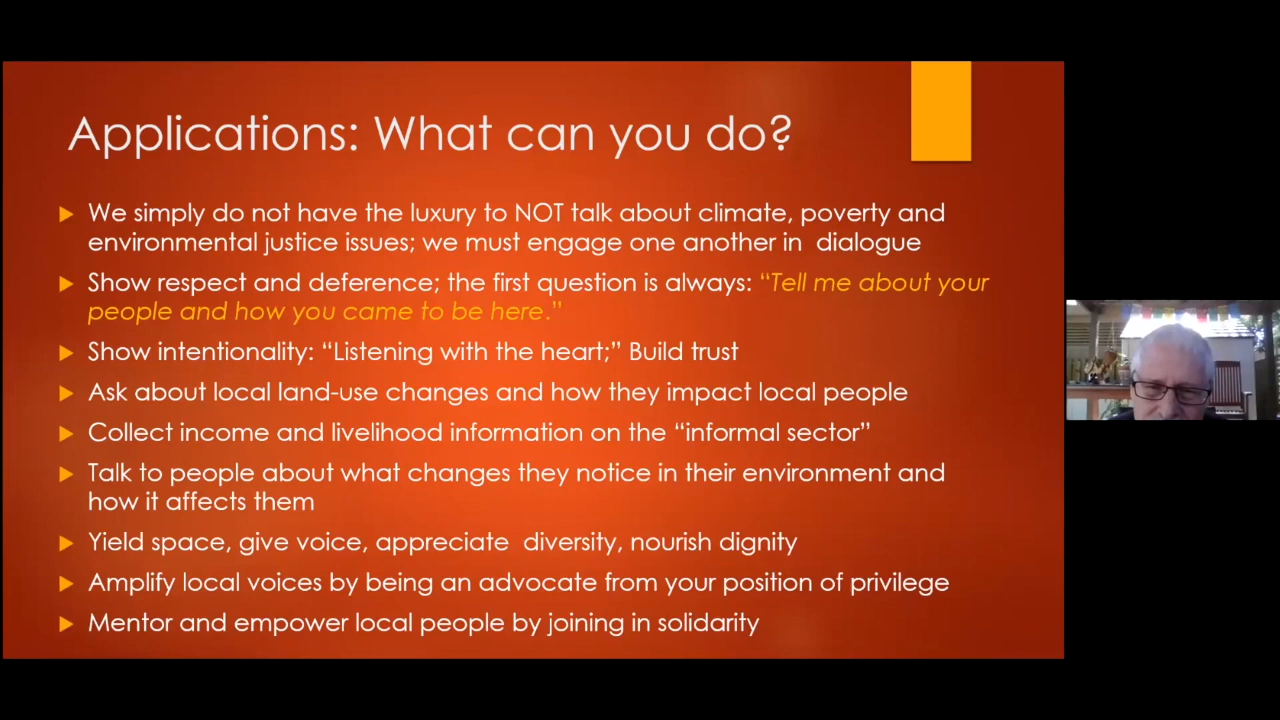 Applications: What can you do?
We simply do not have the luxury to NOT talk about climate, poverty and
environmental justice issues; we must engage one another in  dialogue
Show respect and deference; the first question is always: “Tell me about your
people and how you came to be here.”
Show intentionality: “Listening with the heart;” Build trust
Ask about local land-use changes and how they impact local people
Collect income and livelihood information on the “informal sector”
Talk to people about what changes they notice in their environment and
how it affects them
Yield space, give voice, appreciate  diversity, nourish dignity
Amplify local voices by being an advocate from your position of privilege
Mentor and empower local people by joining in solidarity